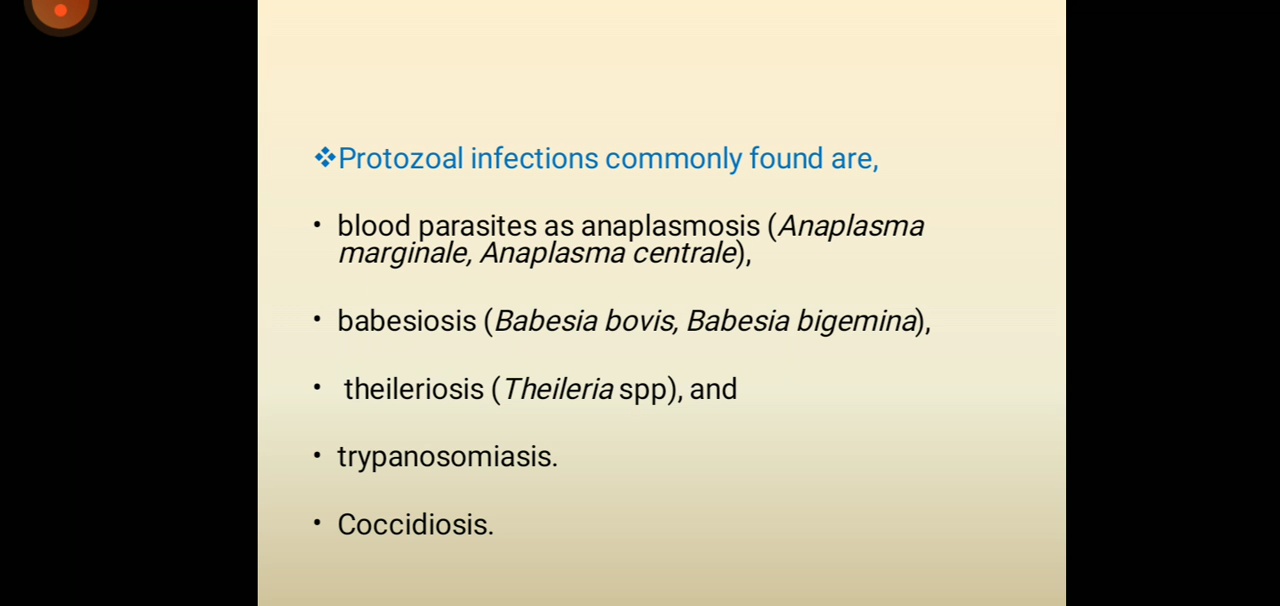 ❖Protozoal infections commonly found are,
• blood parasites as anaplasmosis (Anaplasma
marginale, Anaplasma centrale),
• babesiosis (Babesia bovis, Babesia bigemina),
• theileriosis (Theileria spp), and
• trypanosomiasis.
• Coccidiosis.